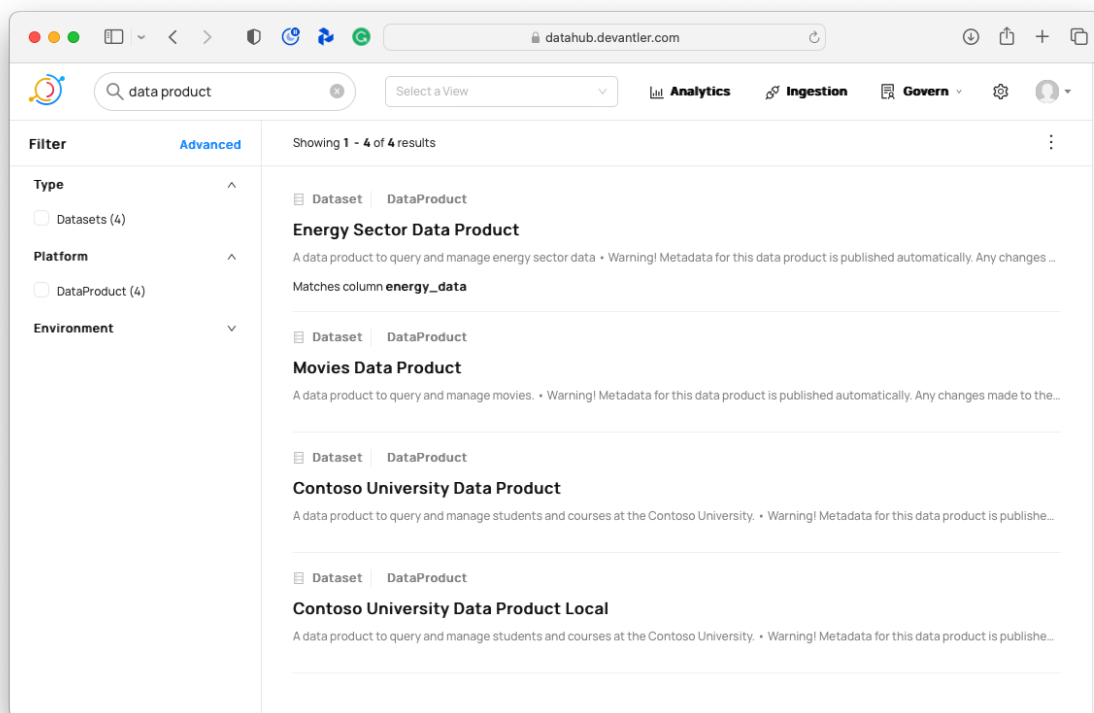 datahub.devantler.com
data product
Select a View
Analytics
Ingestion
Govern
Filter
Advanced
Showing 1 - 4 of 4 results
Type
Datasets (4)
Platform
DataProduct (4)
Environment
Dataset
DataProduct
Energy Sector Data Product
A data product to query and manage energy sector data • Warning! Metadata for this data product is published automatically. Any changes …
Matches column energy_data
Dataset
DataProduct
Movies Data Product
A data product to query and manage movies. • Warning! Metadata for this data product is published automatically. Any changes made to the…
Dataset
DataProduct
Contoso University Data Product
A data product to query and manage students and courses at the Contoso University. • Warning! Metadata for this data product is publishe…
Dataset
DataProduct
Contoso University Data Product Local
A data product to query and manage students and courses at the Contoso University. • Warning! Metadata for this data product is publishe…